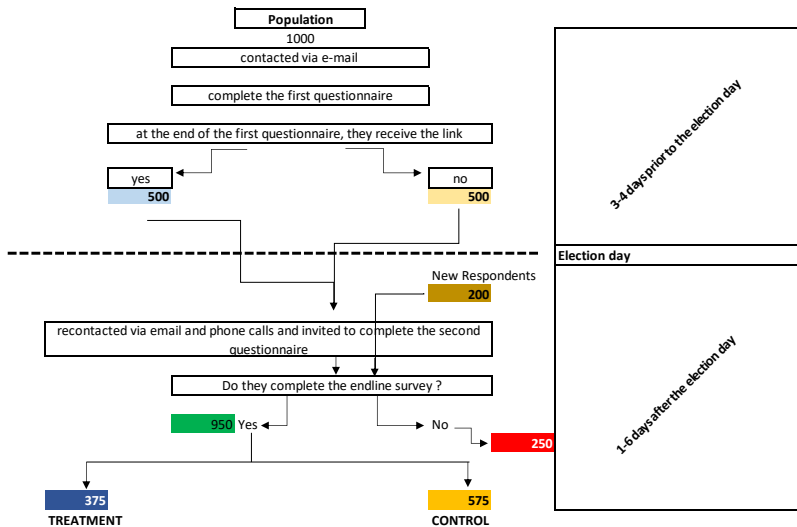 Population
1000
contacted via e-mail
complete the first questionnaire
at the end of the first questionnaire, they receive the link
yes
no
500
500
3-4 days prior to the election day
Election day
New Respondents
200
recontacted via email and phone calls and invited to complete the second
questionnaire
Do they complete the endline survey ?
950 Yes
No
250
1-6 days after the election day
375
575
TREATMENT
CONTROL